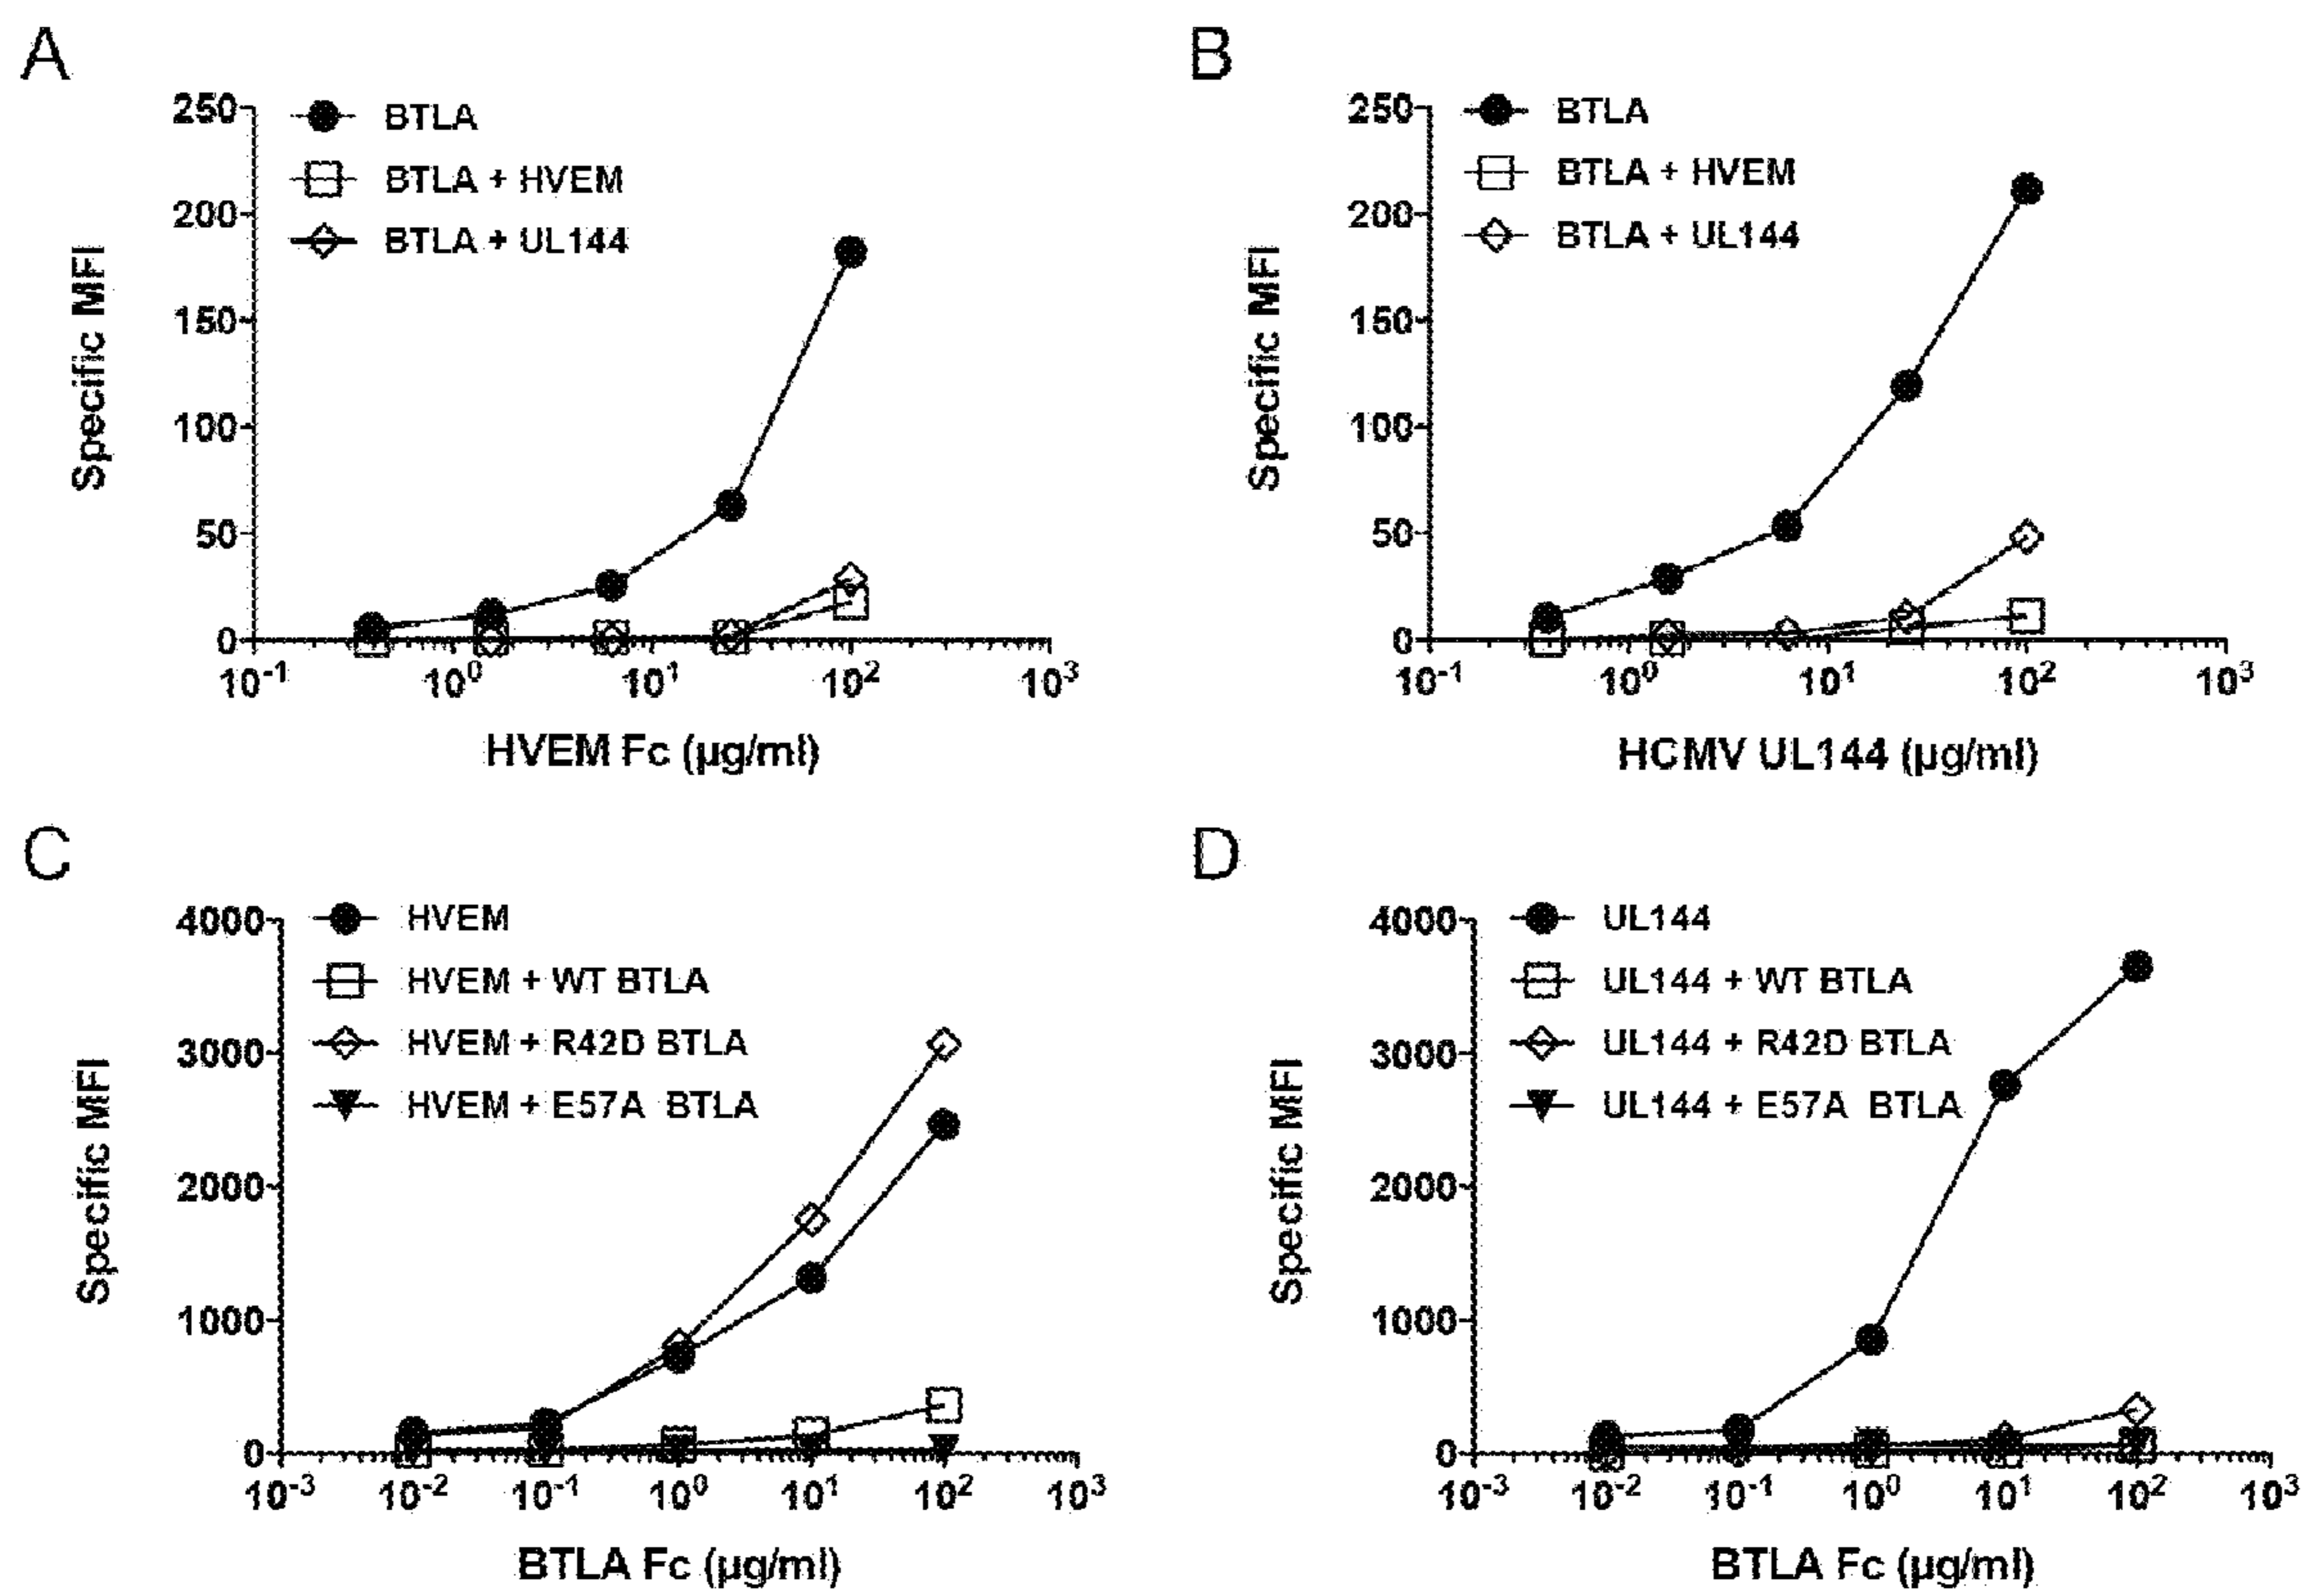 A
250
200
150
100
50
0
Specific MFI
BTLA
BTLA + HVEM
BTLA + UL144
10-1
100
101
102
103
HVEM Fc (µg/ml)
B
250
200
150
100
50
0
Specific MFI
BTLA
BTLA + HVEM
BTLA + UL144
10-1
100
101
102
103
HCMV UL144 (µg/ml)
C
4000
3000
2000
1000
0
Specific MFI
HVEM
HVEM + WT BTLA
HVEM + R42D BTLA
HVEM + E57A BTLA
10-3
10-2
10-1
100
101
102
103
BTLA Fc (µg/ml)
D
4000
3000
2000
1000
0
Specific MFI
UL144
UL144 + WT BTLA
UL144 + R42D BTLA
UL144 + E57A BTLA
10-3
10-2
10-1
100
101
102
103
BTLA Fc (µg/ml)